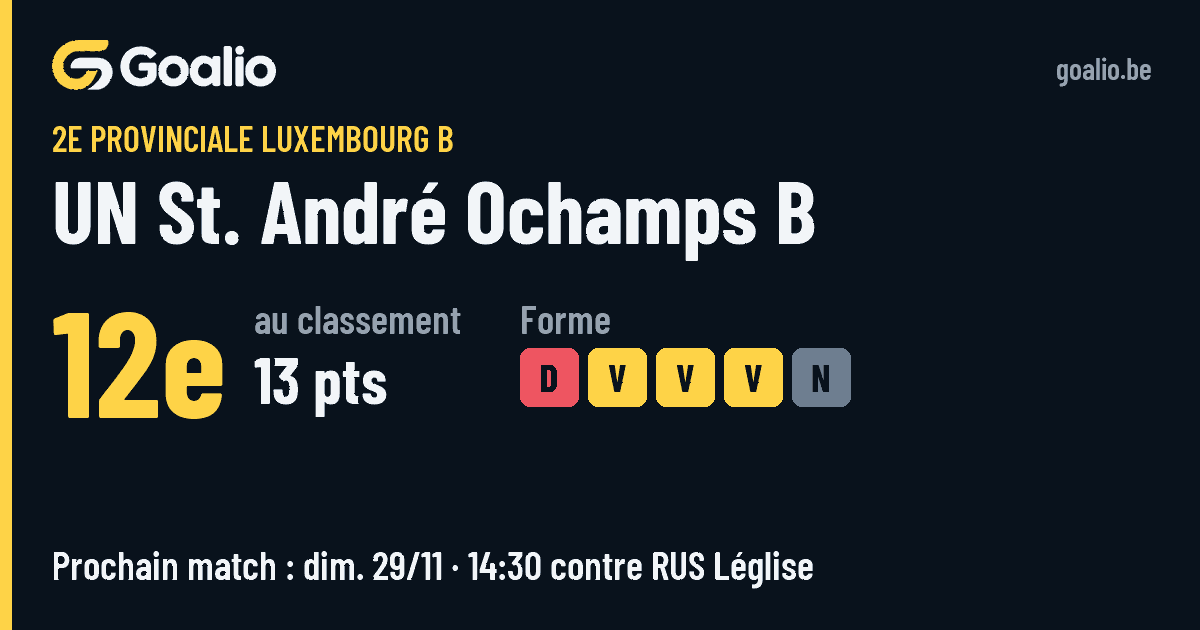 Goalio
goalio.be
2E PROVINCIALE LUXEMBOURG B
UN St. André Ochamps B
12e
au classement
13 pts
Forme
D V V V N
Prochain match : dim. 29/11 · 14:30 contre RUS Léglise